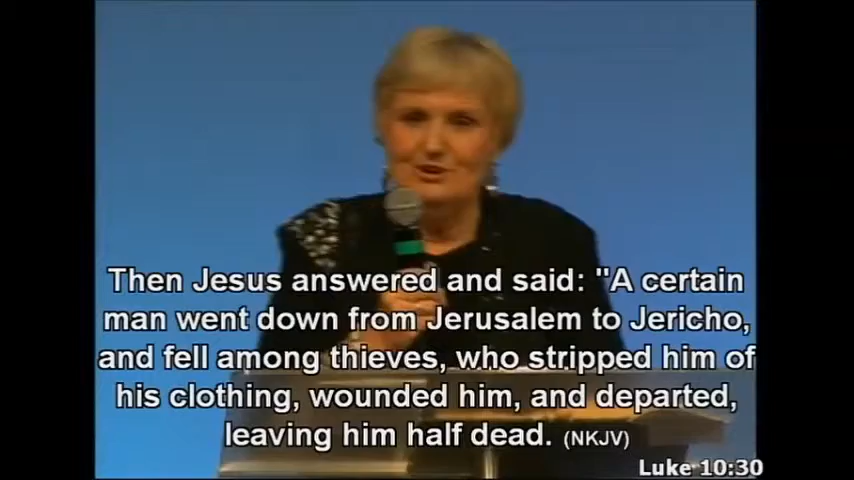 Then Jesus answered and said: "A certain
man went down from Jerusalem to Jericho,
and fell among thieves, who stripped him of
his clothing, wounded him, and departed,
leaving him half dead. (NKJV)
Luke 10:30